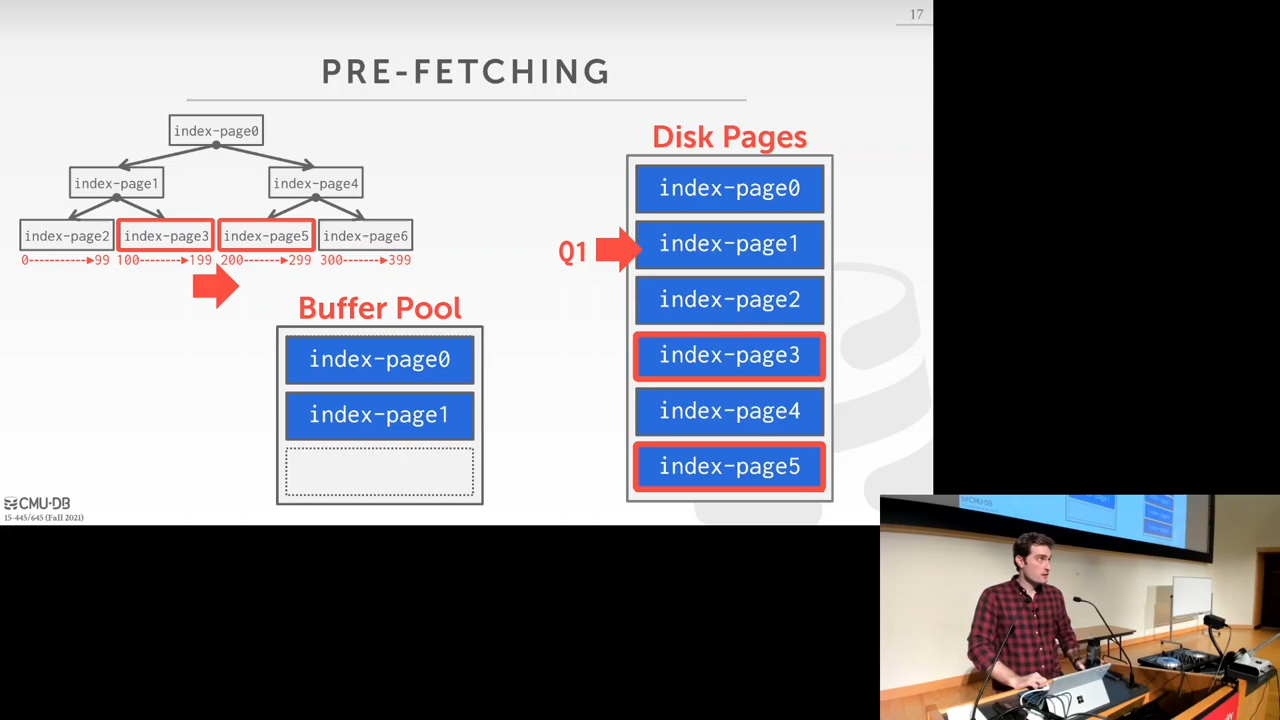 17
PRE-FETCHING
index-page0
index-page1
index-page4
index-page2
index-page3
index-page5
index-page6
0----------▶99
100-------▶199
200------▶299
300------▶399
Buffer Pool
index-page0
index-page1
Disk Pages
index-page0
index-page1
index-page2
index-page3
index-page4
index-page5
Q1
CMU·DB
15-445/645 (Fall 2021)